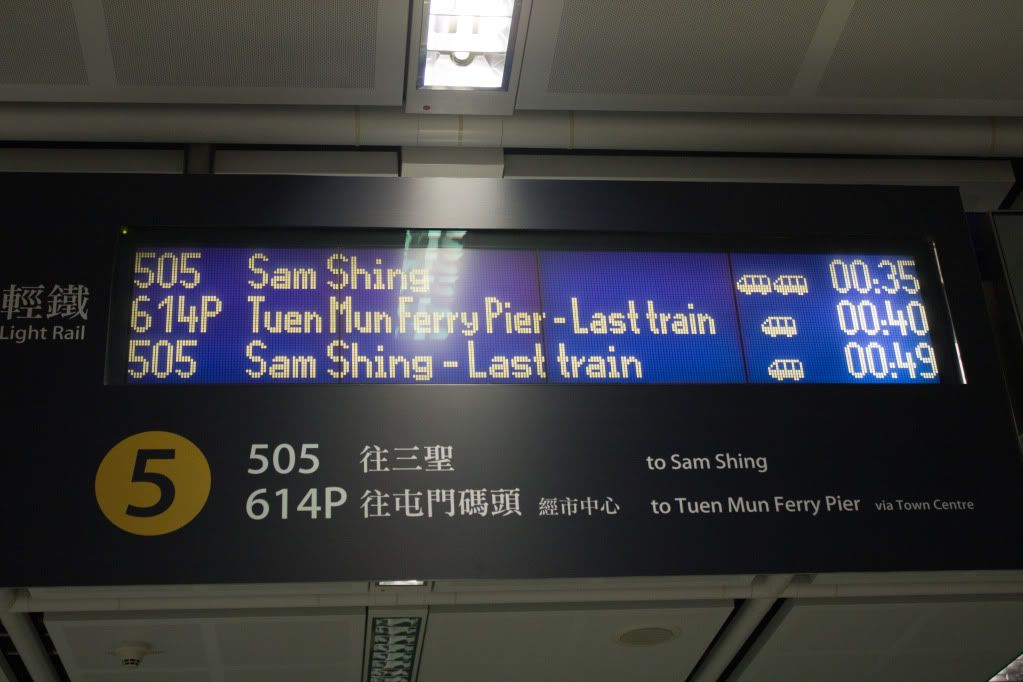 505 Sam Shing 00:35
614P Tuen Mun Ferry Pier - Last train 00:40
505 Sam Shing - Last train 00:49
輕鐵
Light Rail
5
505 往三聖 to Sam Shing
614P 往屯門碼頭 經市中心 to Tuen Mun Ferry Pier via Town Centre